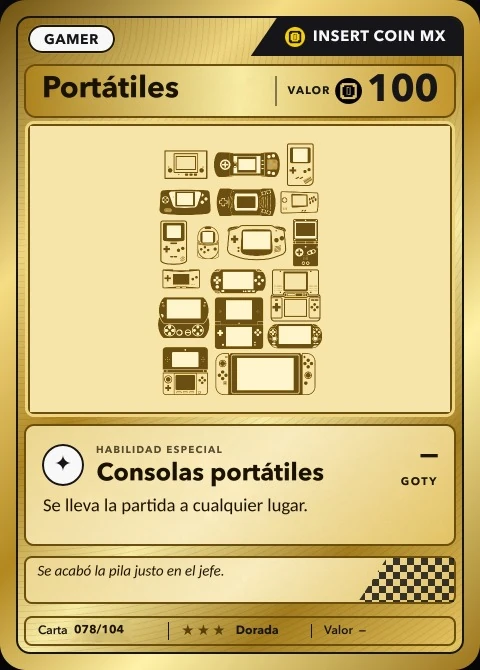 GAMER
INSERT COIN MX
Portátiles
VALOR 100
HABILIDAD ESPECIAL
Consolas portátiles
–
GOTY
Se lleva la partida a cualquier lugar.
Se acabó la pila justo en el jefe.
Carta 078/104 ★★★ Dorada Valor –